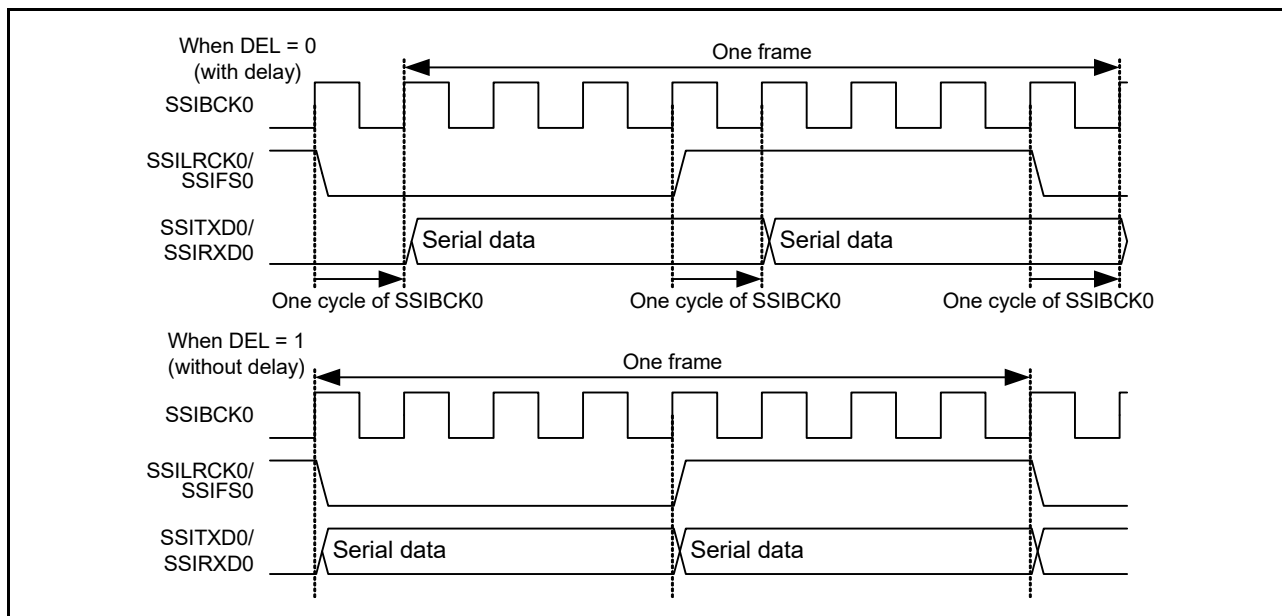 When DEL = 0
(with delay)
One frame
SSIBCK0
SSILRCK0/
SSIFS0
SSITXD0/
SSIRXD0
Serial data
Serial data
One cycle of SSIBCK0
One cycle of SSIBCK0
One cycle of SSIBCK0
When DEL = 1
(without delay)
One frame
SSIBCK0
SSILRCK0/
SSIFS0
SSITXD0/
SSIRXD0
Serial data
Serial data